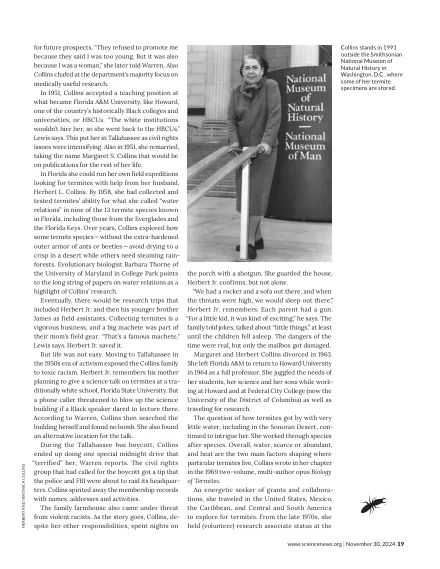 for future prospects. "They refused to promote me
because they said I was too young. But it was also
because I was a woman," she later told Warren. Also
Collins chafed at the department's majority focus on
medically useful research.
In 1951, Collins accepted a teaching position at
what became Florida A&M University, like Howard,
one of the country's historically Black colleges and
universities, or HBCUs. "The white institutions
wouldn't hire her, so she went back to the HBCUs,"
Lewis says. This put her in Tallahassee as civil rights
issues were intensifying. Also in 1951, she remarried,
taking the name Margaret S. Collins that would be
on publications for the rest of her life.
In Florida she could run her own field expeditions
looking for termites with help from her husband,
Herbert L. Collins. By 1958, she had collected and
tested termites' ability for what she called "water
relations" in nine of the 13 termite species known
in Florida, including those from the Everglades and
the Florida Keys. Over years, Collins explored how
some termite species — without the extra-hardened
outer armor of ants or beetles — avoid drying to a
crisp in a desert while others need steaming rain-
forests. Evolutionary biologist Barbara Thorne of
the University of Maryland in College Park points
to the long string of papers on water relations as a
highlight of Collins' research.
Eventually, there would be research trips that
included Herbert Jr. and then his younger brother
James as field assistants. Collecting termites is a
vigorous business, and a big machete was part of
their mom's field gear. "That's a famous machete,"
Lewis says. Herbert Jr. saved it.
But life was not easy. Moving to Tallahassee in
the 1950s era of activism exposed the Collins family
to toxic racism. Herbert Jr. remembers his mother
planning to give a science talk on termites at a tra-
ditionally white school, Florida State University. But
a phone caller threatened to blow up the science
building if a Black speaker dared to lecture there.
According to Warren, Collins then searched the
building herself and found no bomb. She also found
an alternative location for the talk.
During the Tallahassee bus boycott, Collins
ended up doing one special midnight drive that
"terrified" her, Warren reports. The civil rights
group that had called for the boycott got a tip that
the police and FBI were about to raid its headquar-
ters. Collins spirited away the membership records
with names, addresses and activities.
The family farmhouse also came under threat
from violent racists. As the story goes, Collins, de-
spite her other responsibilities, spent nights on
HERBERT AND VERONICA COLLINS
National
Museum
of
Natural
History
National
Museum
of Man
Collins stands in 1991
outside the Smithsonian
National Museum of
Natural History in
Washington, D.C., where
some of her termite
specimens are stored.
the porch with a shotgun. She guarded the house,
Herbert Jr. confirms, but not alone.
"We had a rocker and a sofa out there, and when
the threats were high, we would sleep out there,"
Herbert Jr. remembers. Each parent had a gun.
"For a little kid, it was kind of exciting," he says. The
family told jokes, talked about "little things," at least
until the children fell asleep. The dangers of the
time were real, but only the mailbox got damaged.
Margaret and Herbert Collins divorced in 1963.
She left Florida A&M to return to Howard University
in 1964 as a full professor. She juggled the needs of
her students, her science and her sons while work-
ing at Howard and at Federal City College (now the
University of the District of Columbia) as well as
traveling for research.
The question of how termites got by with very
little water, including in the Sonoran Desert, con-
tinued to intrigue her. She worked through species
after species. Overall, water, scarce or abundant,
and heat are the two main factors shaping where
particular termites live, Collins wrote in her chapter
in the 1969 two-volume, multi-author opus Biology
of Termites.
An energetic seeker of grants and collabora-
tions, she traveled in the United States, Mexico,
the Caribbean, and Central and South America
to explore for termites. From the late 1970s, she
held (volunteer) research associate status at the
www.sciencenews.org | November 30, 2024 19